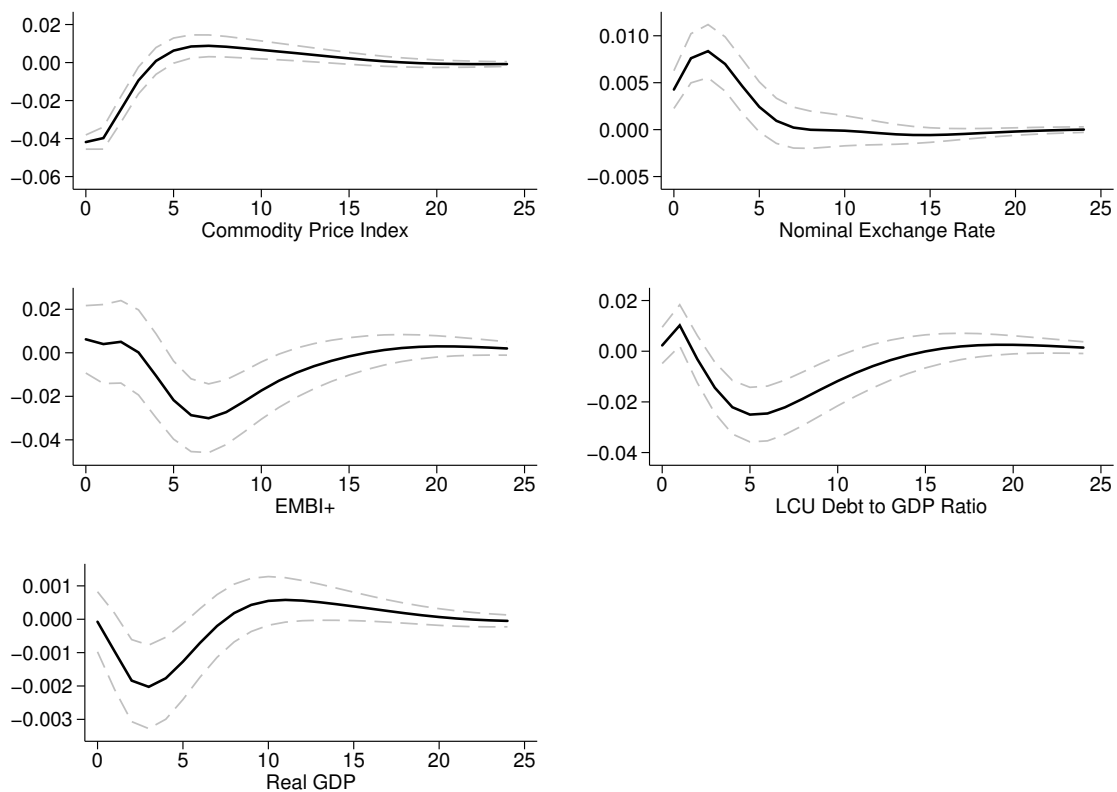 0.02
0.00
−0.02
−0.04
−0.06
0 5 10 15 20 25
Commodity Price Index
0.010
0.005
0.000
−0.005
0 5 10 15 20 25
Nominal Exchange Rate
0.02
0.00
−0.02
−0.04
0 5 10 15 20 25
EMBI+
0.02
0.00
−0.02
−0.04
0 5 10 15 20 25
LCU Debt to GDP Ratio
0.001
0.000
−0.001
−0.002
−0.003
0 5 10 15 20 25
Real GDP